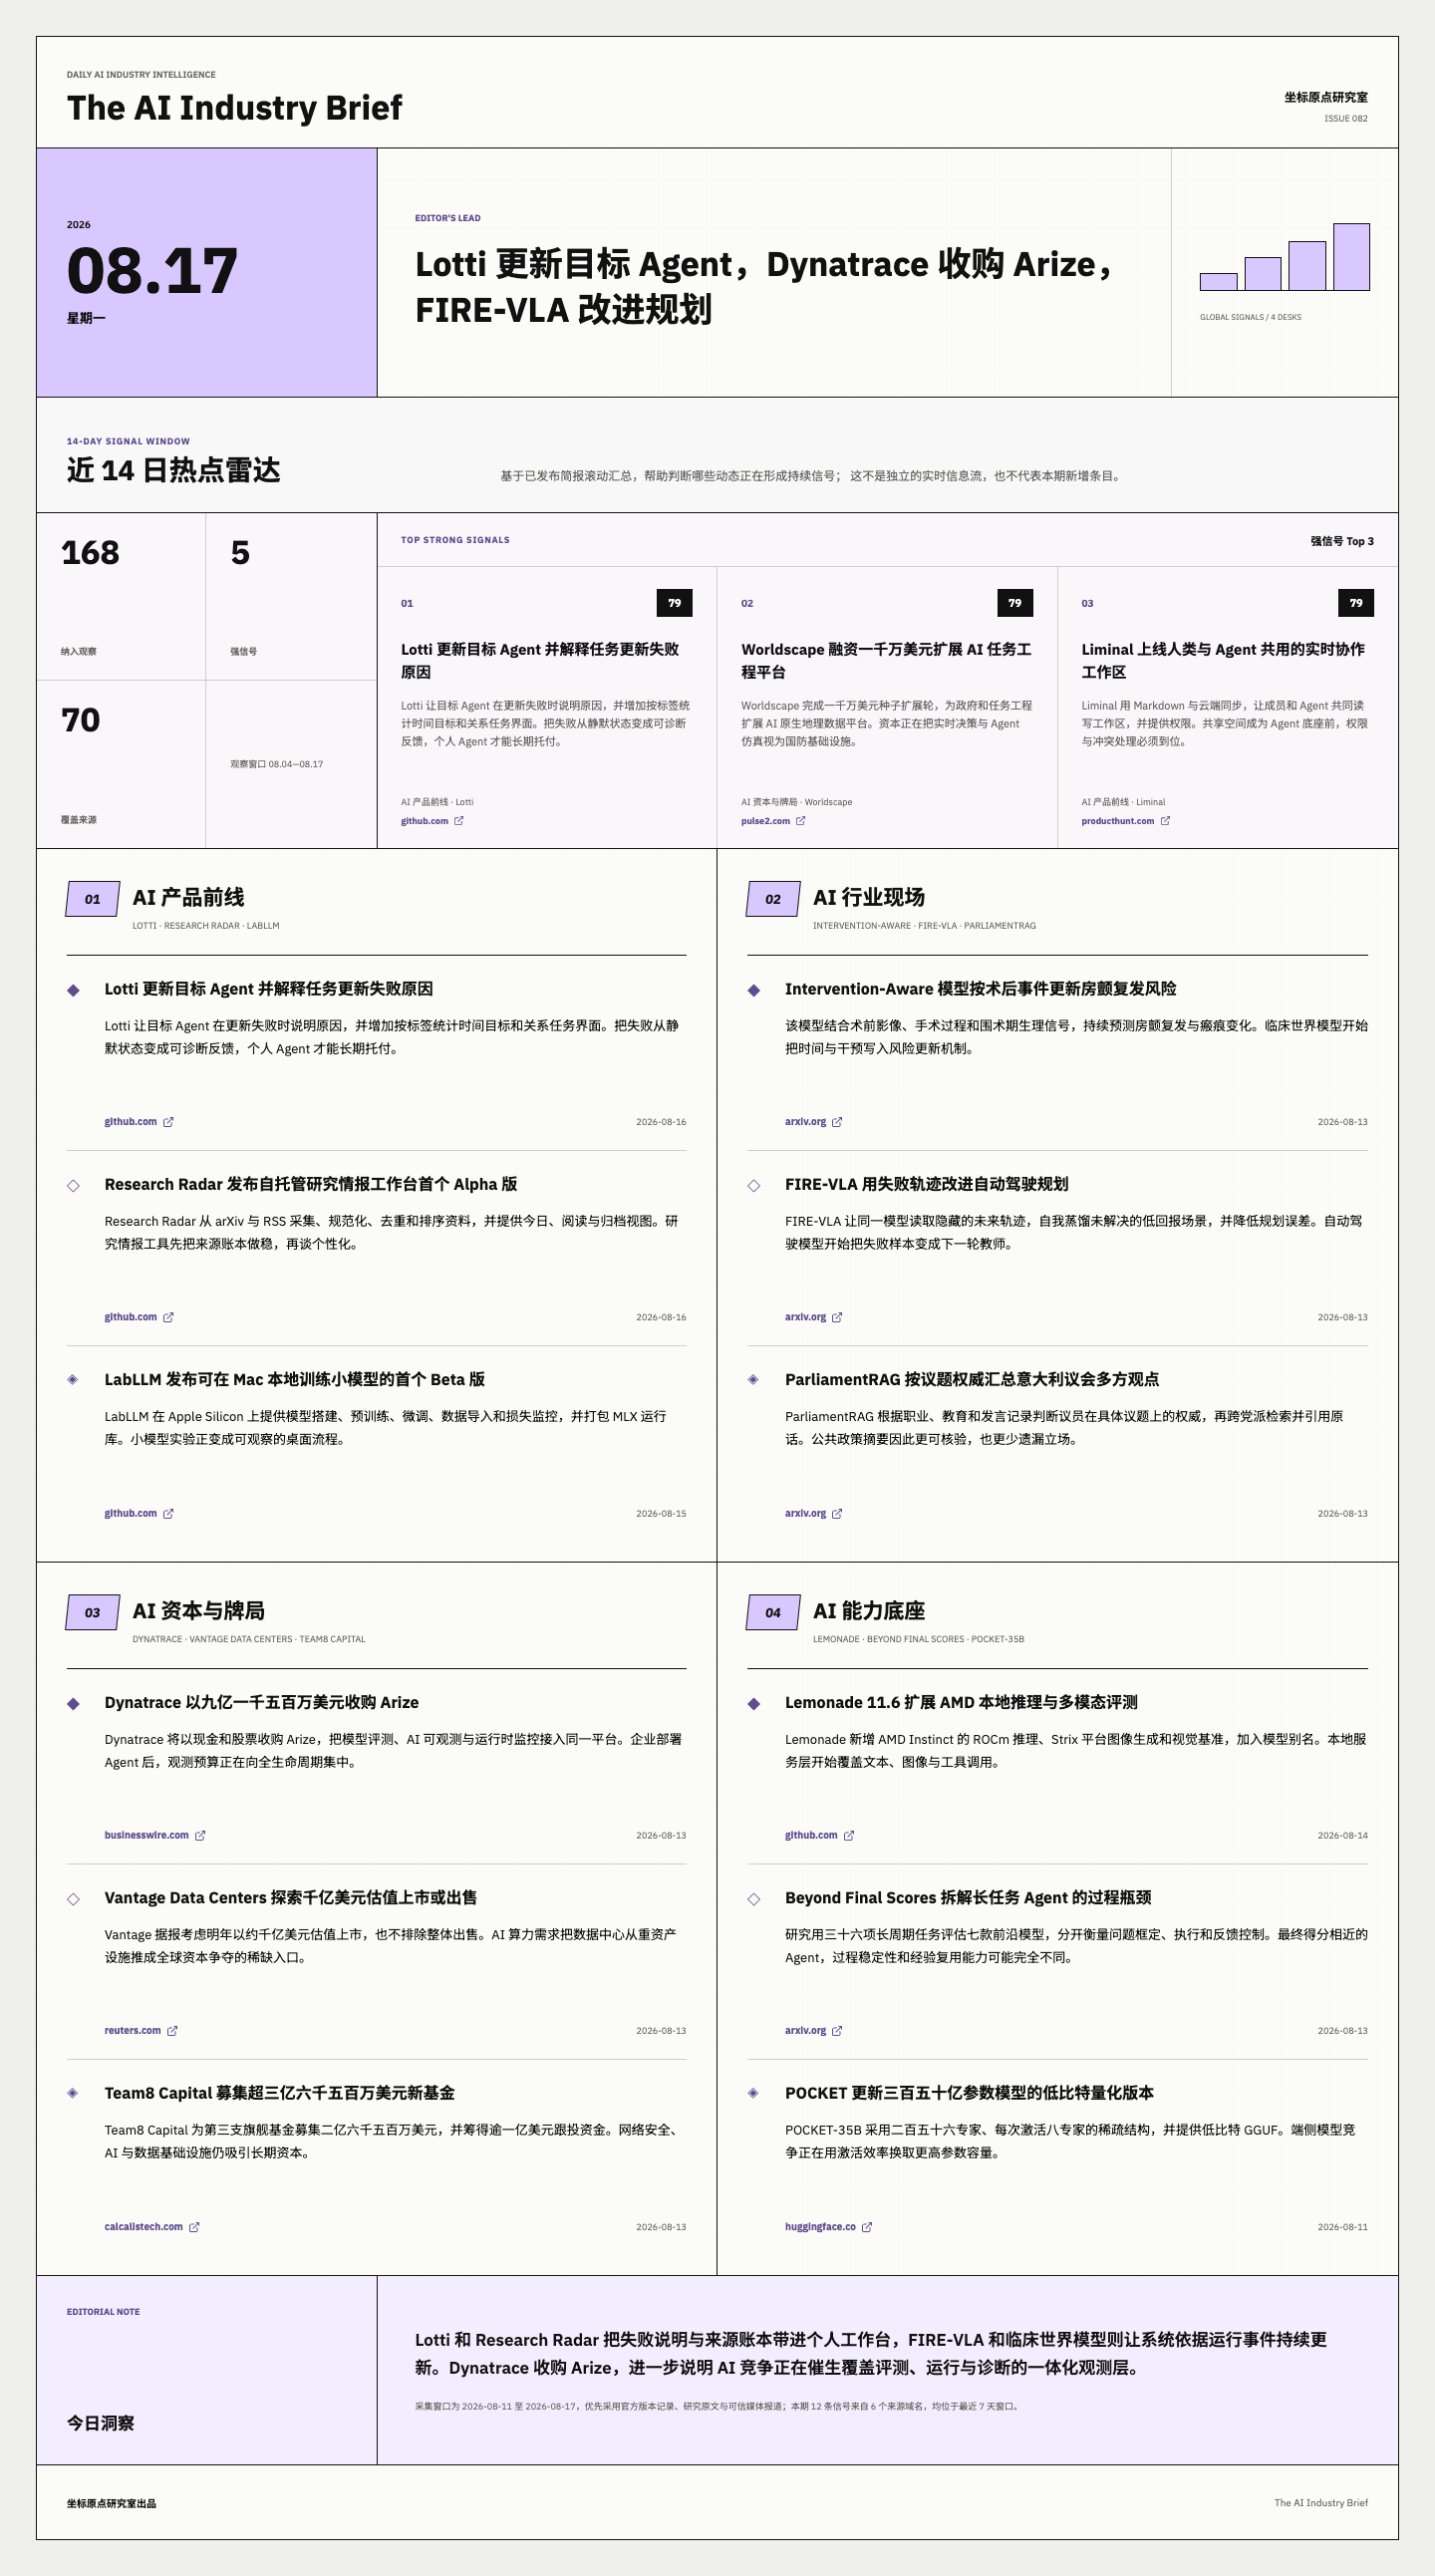 DAILY AI INDUSTRY INTELLIGENCE
The AI Industry Brief
坐标原点研究室
ISSUE 082
2026
08.17
星期一
EDITOR'S LEAD
Lotti 更新目标 Agent，Dynatrace 收购 Arize，
FIRE-VLA 改进规划
GLOBAL SIGNALS / 4 DESKS
14-DAY SIGNAL WINDOW
近 14 日热点雷达
基于已发布简报滚动汇总，帮助判断哪些动态正在形成持续信号； 这不是独立的实时信息流，也不代表本期新增条目。
168
纳入观察
5
强信号
70
覆盖来源
观察窗口 08.04—08.17
TOP STRONG SIGNALS
强信号 Top 3
01
79
Lotti 更新目标 Agent 并解释任务更新失败
原因
Lotti 让目标 Agent 在更新失败时说明原因，并增加按标签统
计时间目标和关系任务界面。把失败从静默状态变成可诊断
反馈，个人 Agent 才能长期托付。
AI 产品前线 · Lotti
github.com
02
79
Worldscape 融资一千万美元扩展 AI 任务工
程平台
Worldscape 完成一千万美元种子扩展轮，为政府和任务工程
扩展 AI 原生地理数据平台。资本正在把实时决策与 Agent
仿真视为国防基础设施。
AI 资本与牌局 · Worldscape
pulse2.com
03
79
Liminal 上线人类与 Agent 共用的实时协作
工作区
Liminal 用 Markdown 与云端同步，让成员和 Agent 共同读
写工作区，并提供权限。共享空间成为 Agent 底座前，权限
与冲突处理必须到位。
AI 产品前线 · Liminal
producthunt.com
01
AI 产品前线
LOTTI · RESEARCH RADAR · LABLLM
Lotti 更新目标 Agent 并解释任务更新失败原因
Lotti 让目标 Agent 在更新失败时说明原因，并增加按标签统计时间目标和关系任务界面。把失败从静
默状态变成可诊断反馈，个人 Agent 才能长期托付。
github.com
2026-08-16
Research Radar 发布自托管研究情报工作台首个 Alpha 版
Research Radar 从 arXiv 与 RSS 采集、规范化、去重和排序资料，并提供今日、阅读与归档视图。研
究情报工具先把来源账本做稳，再谈个性化。
github.com
2026-08-16
LabLLM 发布可在 Mac 本地训练小模型的首个 Beta 版
LabLLM 在 Apple Silicon 上提供模型搭建、预训练、微调、数据导入和损失监控，并打包 MLX 运行
库。小模型实验正变成可观察的桌面流程。
github.com
2026-08-15
02
AI 行业现场
INTERVENTION-AWARE · FIRE-VLA · PARLIAMENTRAG
Intervention-Aware 模型按术后事件更新房颤复发风险
该模型结合术前影像、手术过程和围术期生理信号，持续预测房颤复发与瘢痕变化。临床世界模型开始
把时间与干预写入风险更新机制。
arxiv.org
2026-08-13
FIRE-VLA 用失败轨迹改进自动驾驶规划
FIRE-VLA 让同一模型读取隐藏的未来轨迹，自我蒸馏未解决的低回报场景，并降低规划误差。自动驾
驶模型开始把失败样本变成下一轮教师。
arxiv.org
2026-08-13
ParliamentRAG 按议题权威汇总意大利议会多方观点
ParliamentRAG 根据职业、教育和发言记录判断议员在具体议题上的权威，再跨党派检索并引用原
话。公共政策摘要因此更可核验，也更少遗漏立场。
arxiv.org
2026-08-13
03
AI 资本与牌局
DYNATRACE · VANTAGE DATA CENTERS · TEAM8 CAPITAL
Dynatrace 以九亿一千五百万美元收购 Arize
Dynatrace 将以现金和股票收购 Arize，把模型评测、AI 可观测与运行时监控接入同一平台。企业部署
Agent 后，观测预算正在向全生命周期集中。
businesswire.com
2026-08-13
Vantage Data Centers 探索千亿美元估值上市或出售
Vantage 据报考虑明年以约千亿美元估值上市，也不排除整体出售。AI 算力需求把数据中心从重资产
设施推成全球资本争夺的稀缺入口。
reuters.com
2026-08-13
Team8 Capital 募集超三亿六千五百万美元新基金
Team8 Capital 为第三支旗舰基金募集二亿六千五百万美元，并筹得逾一亿美元跟投资金。网络安全、
AI 与数据基础设施仍吸引长期资本。
calcalistech.com
2026-08-13
04
AI 能力底座
LEMONADE · BEYOND FINAL SCORES · POCKET-35B
Lemonade 11.6 扩展 AMD 本地推理与多模态评测
Lemonade 新增 AMD Instinct 的 ROCm 推理、Strix 平台图像生成和视觉基准，加入模型别名。本地服
务层开始覆盖文本、图像与工具调用。
github.com
2026-08-14
Beyond Final Scores 拆解长任务 Agent 的过程瓶颈
研究用三十六项长周期任务评估七款前沿模型，分开衡量问题框定、执行和反馈控制。最终得分相近的
Agent，过程稳定性和经验复用能力可能完全不同。
arxiv.org
2026-08-13
POCKET 更新三百五十亿参数模型的低比特量化版本
POCKET-35B 采用二百五十六专家、每次激活八专家的稀疏结构，并提供低比特 GGUF。端侧模型竞
争正在用激活效率换取更高参数容量。
huggingface.co
2026-08-11
EDITORIAL NOTE
今日洞察
Lotti 和 Research Radar 把失败说明与来源账本带进个人工作台，FIRE-VLA 和临床世界模型则让系统依据运行事件持续更
新。Dynatrace 收购 Arize，进一步说明 AI 竞争正在催生覆盖评测、运行与诊断的一体化观测层。
采集窗口为 2026-08-11 至 2026-08-17，优先采用官方版本记录、研究原文与可信媒体报道；本期 12 条信号来自 6 个来源域名，均位于最近 7 天窗口。
坐标原点研究室出品
The AI Industry Brief